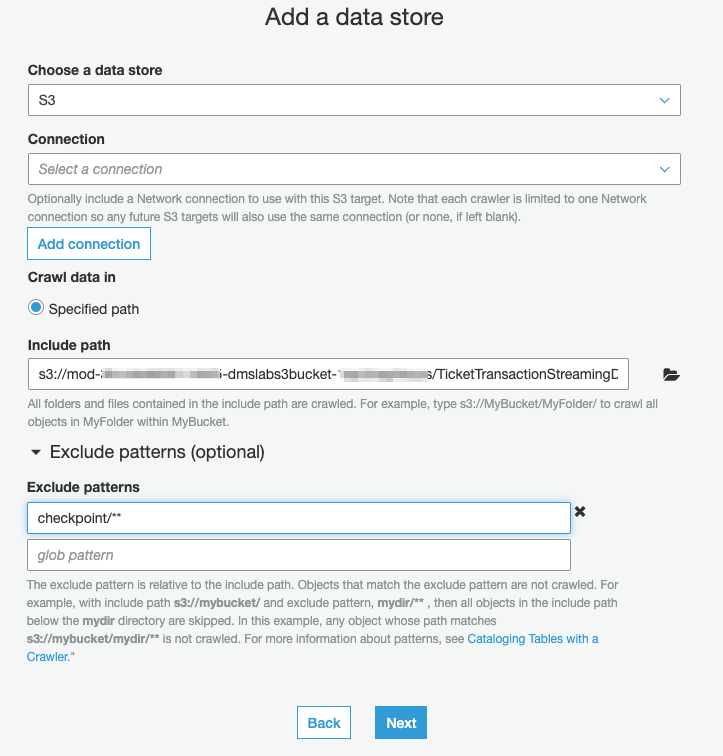 Add a data store
Choose a data store
S3
Connection
Select a connection
Optionally include a Network connection to use with this S3 target. Note that each crawler is limited to one Network
connection so any future S3 targets will also use the same connection (or none, if left blank).
Add connection
Crawl data in
Specified path
Include path
s3://mod- -dmslabs3bucket- s/TicketTransactionStreamingD
All folders and files contained in the include path are crawled. For example, type s3://MyBucket/MyFolder/ to crawl all
objects in MyFolder within MyBucket.
Exclude patterns (optional)
Exclude patterns
checkpoint/**
glob pattern
The exclude pattern is relative to the include path. Objects that match the exclude pattern are not crawled. For
example, with include path s3://mybucket/ and exclude pattern, mydir/** , then all objects in the include path
below the mydir directory are skipped. In this example, any object whose path matches
s3://mybucket/mydir/** is not crawled. For more information about patterns, see Cataloging Tables with a
Crawler."
Back
Next